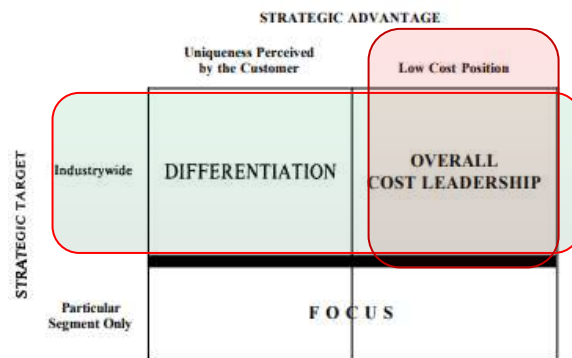 STRATEGIC ADVANTAGE
Uniqueness Perceived
by the Customer
Low Cost Position
STRATEGIC TARGET
Industrywide
DIFFERENTIATION
OVERALL
COST LEADERSHIP
Particular
Segment Only
FOCUS